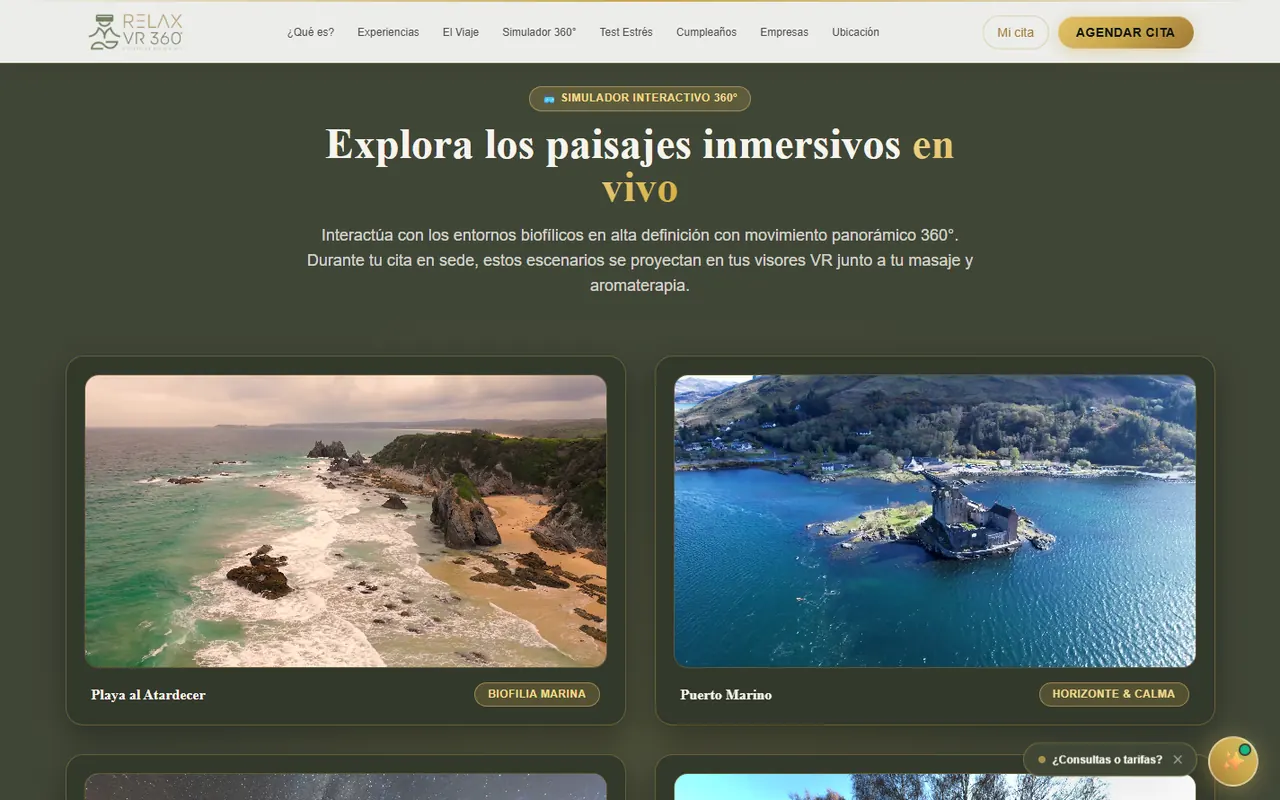 RELAX
VR 360°
¿Qué es?
Experiencias
El Viaje
Simulador 360°
Test Estrés
Cumpleaños
Empresas
Ubicación
Mi cita
AGENDAR CITA
SIMULADOR INTERACTIVO 360°
Explora los paisajes inmersivos en
vivo
Interactúa con los entornos biofílicos en alta definición con movimiento panorámico 360°.
Durante tu cita en sede, estos escenarios se proyectan en tus visores VR junto a tu masaje y
aromaterapia.
Playa al Atardecer
BIOFILIA MARINA
Puerto Marino
HORIZONTE & CALMA
¿Consultas o tarifas?